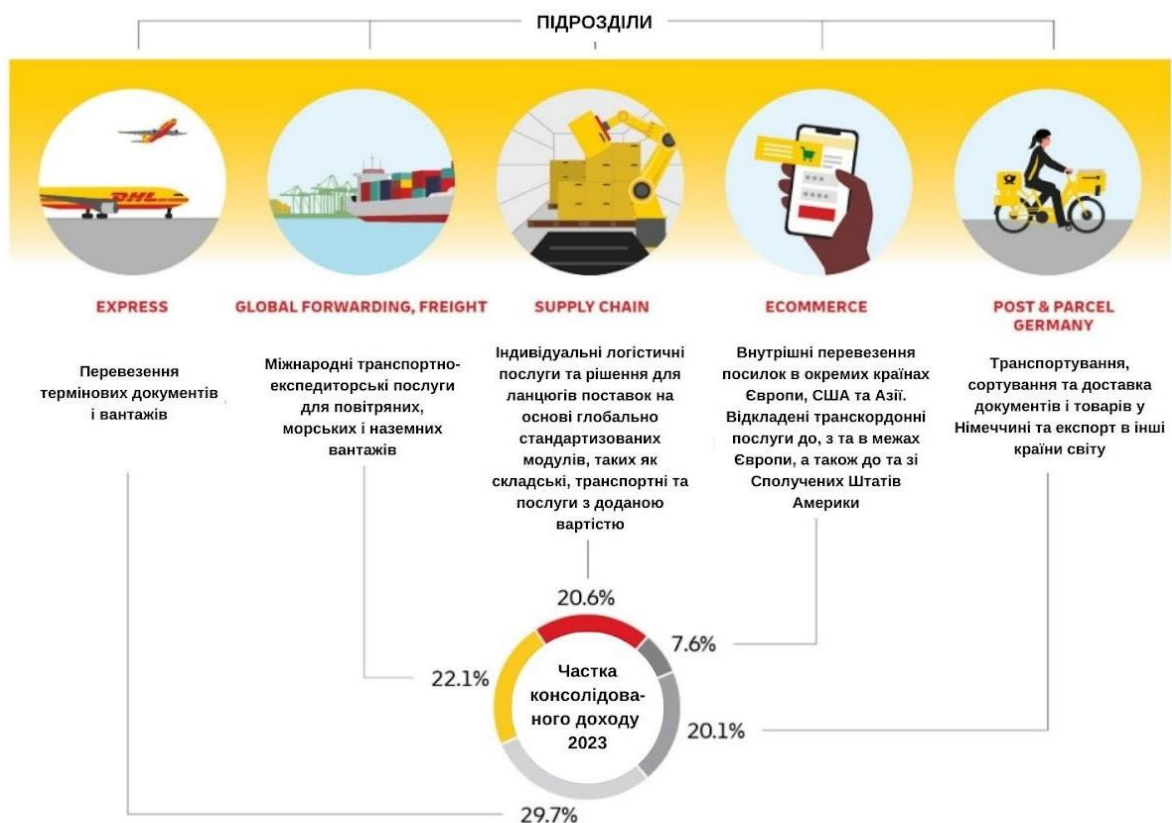 ПІДРОЗДІЛИ
DHL
EXPRESS
Перевезення
термінових документів
і вантажів
GLOBAL FORWARDING, FREIGHT
Міжнародні транспортно-
експедиторські послуги
для повітряних,
морських і наземних
вантажів
SUPPLY CHAIN
Індивідуальні логістичні
послуги та рішення для
ланцюгів поставок на
основі глобально
стандартизованих
модулів, таких як
складські, транспортні та
послуги з доданою
вартістю
ECOMMERCE
Внутрішні перевезення
посилок в окремих країнах
Європи, США та Азії.
Відкладені транскордонні
послуги до, з та в межах
Європи, а також до та зі
Сполучених Штатів
Америки
POST & PARCEL
GERMANY
Транспортування,
сортування та доставка
документів і товарів у
Німеччині та експорт в інші
країни світу
20.6%
7.6%
22.1%
Частка
консолідова-
ного доходу
2023
20.1%
29.7%